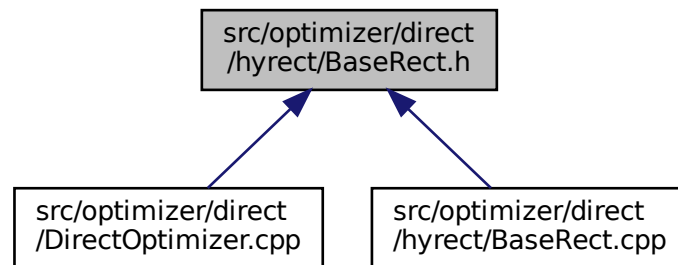 src/optimizer/direct
/hyrect/BaseRect.h
src/optimizer/direct
/DirectOptimizer.cpp
src/optimizer/direct
/hyrect/BaseRect.cpp